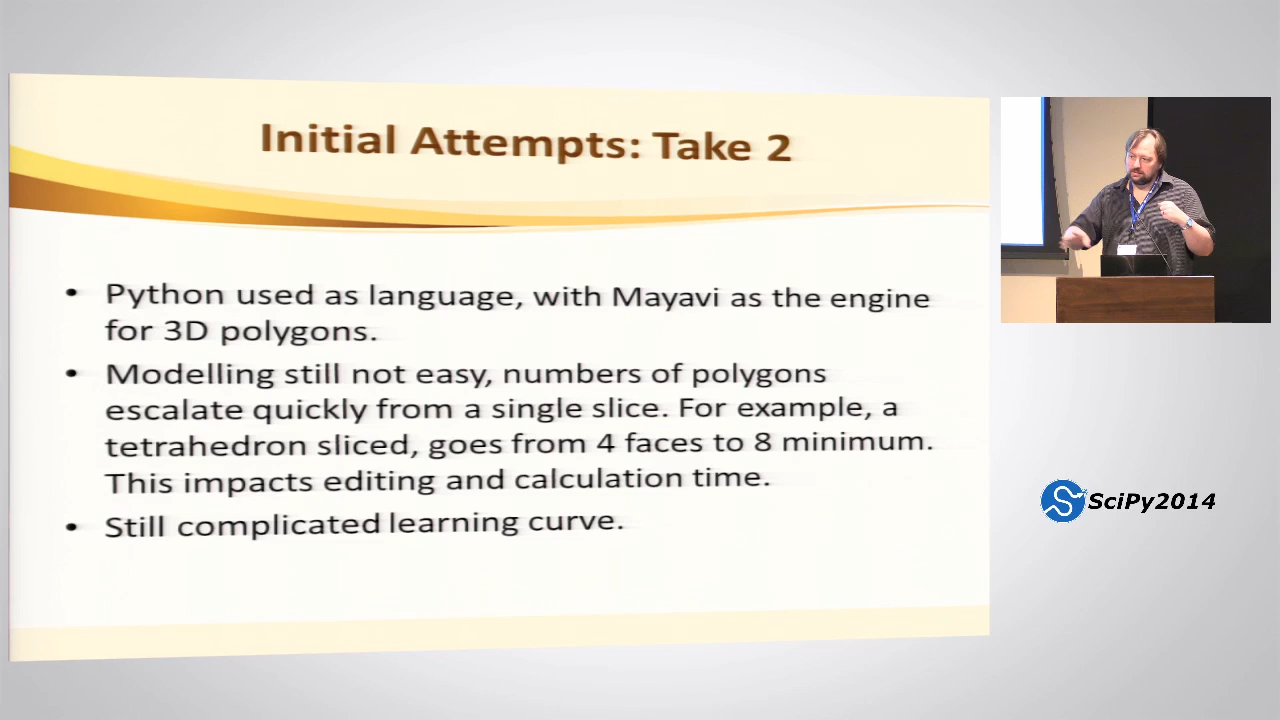 Initial Attempts: Take 2
• Python used as language, with Mayavi as the engine
for 3D polygons.
• Modelling still not easy, numbers of polygons
escalate quickly from a single slice. For example, a
tetrahedron sliced, goes from 4 faces to 8 minimum.
This impacts editing and calculation time.
• Still complicated learning curve.
SciPy2014